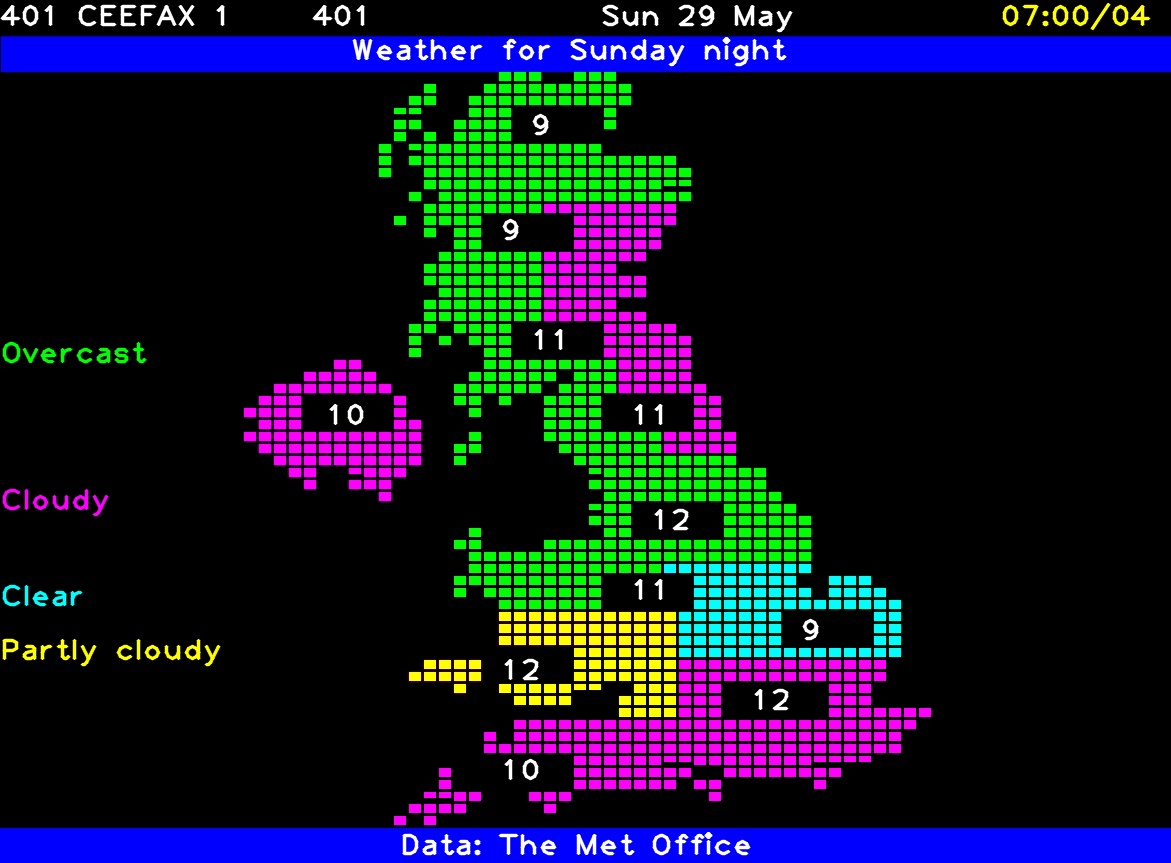 401 CEEFAX 1 401 Sun 29 May 07:00/04
Weather for Sunday night
9
9
11
Overcast
10 11
Cloudy
12
11
Clear
9
Partly cloudy
12
12
10
Data: The Met Office